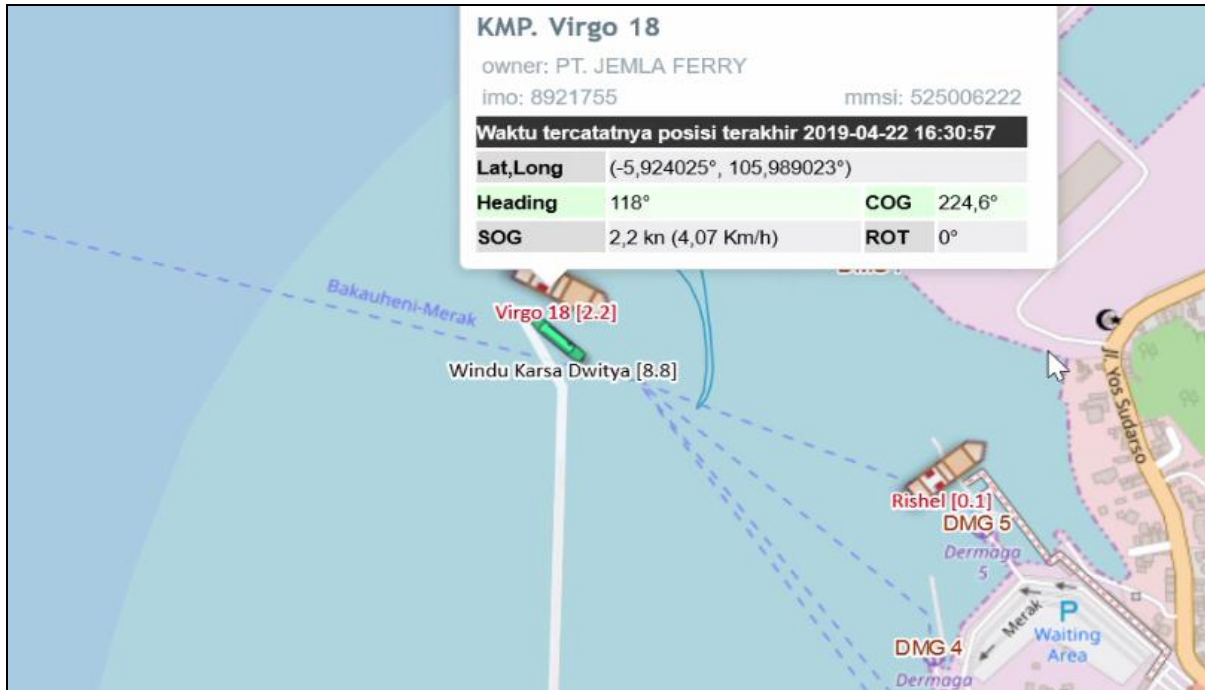 KMP. Virgo 18
owner: PT. JEMLA FERRY
imo: 8921755 mmsi: 525006222
Waktu tercatatnya posisi terakhir 2019-04-22 16:30:57
Lat,Long (-5,924025°, 105,989023°)
Heading 118° COG 224,6°
SOG 2,2 kn (4,07 Km/h) ROT 0°
Bakauheni-Merak
Virgo 18 [2.2]
Windu Karsa Dwitya [8.8]
Jl. Yos Sudarso
Rishel [0.1]
DMG 5
Dermaga
5
Merak
P
Waiting
Area
DMG 4
Dermaga